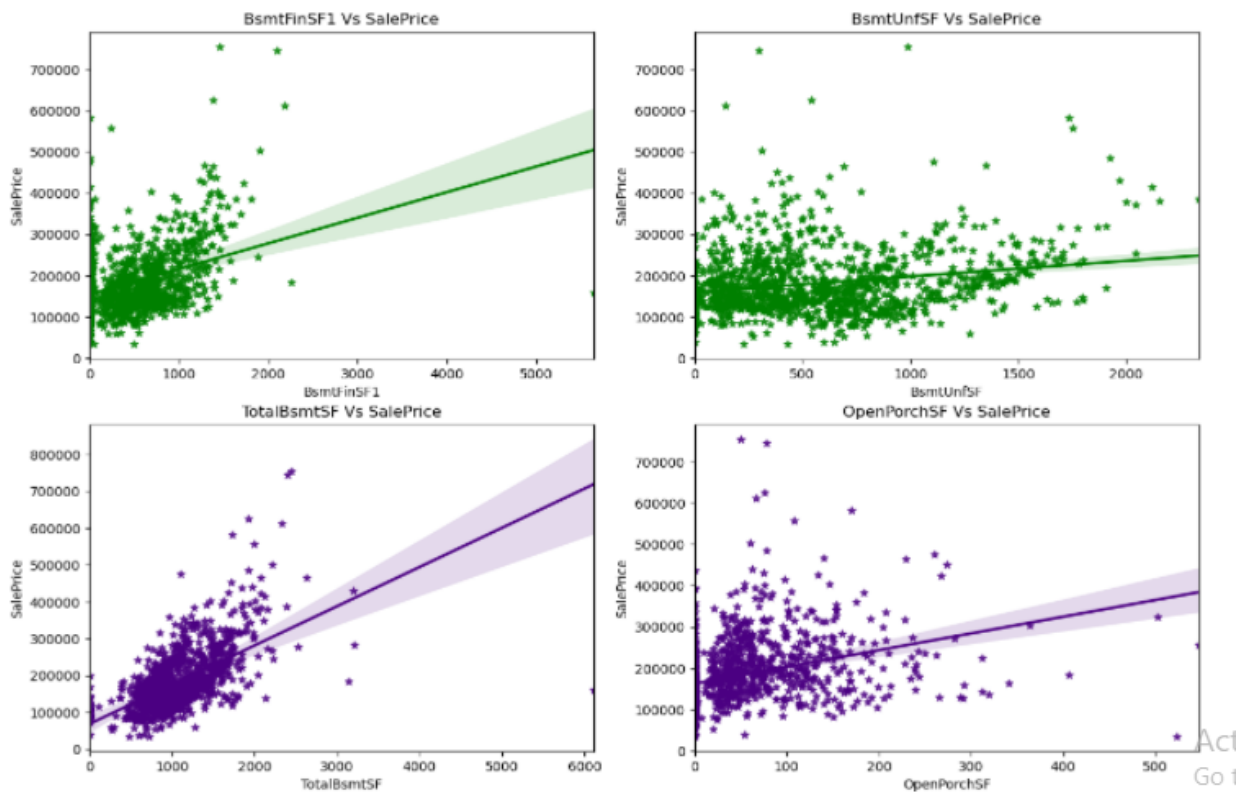 BsmtFinSF1 Vs SalePrice
700000
600000
500000
400000
300000
200000
100000
0
SalePrice
0 1000 2000 3000 4000 5000
BsmtFinSF1
BsmtUnfSF Vs SalePrice
700000
600000
500000
400000
300000
200000
100000
0
SalePrice
0 500 1000 1500 2000
BsmtUnfSF
TotalBsmtSF Vs SalePrice
800000
700000
600000
500000
400000
300000
200000
100000
0
SalePrice
0 1000 2000 3000 4000 5000 6000
TotalBsmtSF
OpenPorchSF Vs SalePrice
700000
600000
500000
400000
300000
200000
100000
0
SalePrice
0 100 200 300 400 500
OpenPorchSF
Act
Go t